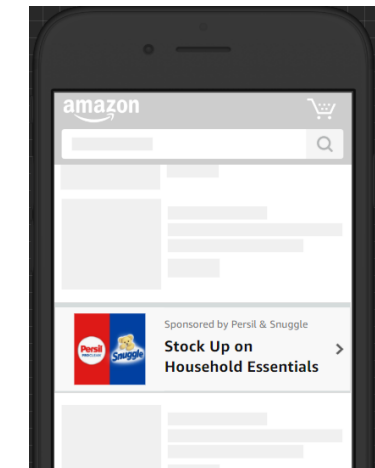 amazon
Sponsored by Persil & Snuggle
Persil
Snuggle
Stock Up on
Household Essentials